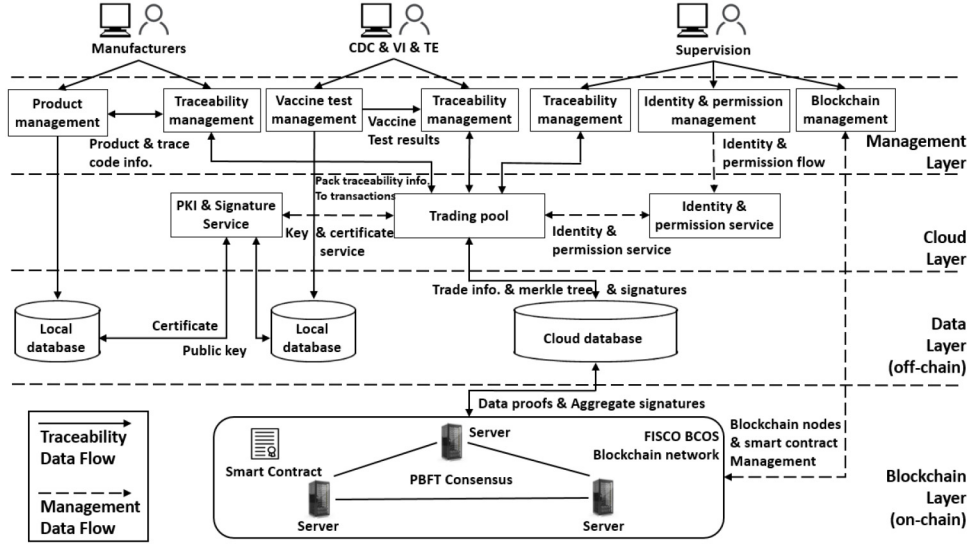 Manufacturers
CDC & VI & TE
Supervision
Product
management
Traceability
management
Vaccine test
management
Traceability
management
Traceability
management
Identity & permission
management
Blockchain
management
Product & trace
code info.
Vaccine
Test results
Identity &
permission flow
Management
Layer
Pack traceability info.
To transactions
PKI & Signature
Service
Trading pool
Identity &
permission service
Key & certificate
service
Identity &
permission service
Cloud
Layer
Trade info. & merkle tree & signatures
Local
database
Certificate
Public key
Local
database
Cloud database
Data
Layer
(off-chain)
Data proofs & Aggregate signatures
Traceability
Data Flow
Management
Data Flow
Smart Contract
Server
FISCO BCOS
Blockchain network
PBFT Consensus
Server
Server
Blockchain nodes
& smart contract
Management
Blockchain
Layer
(on-chain)